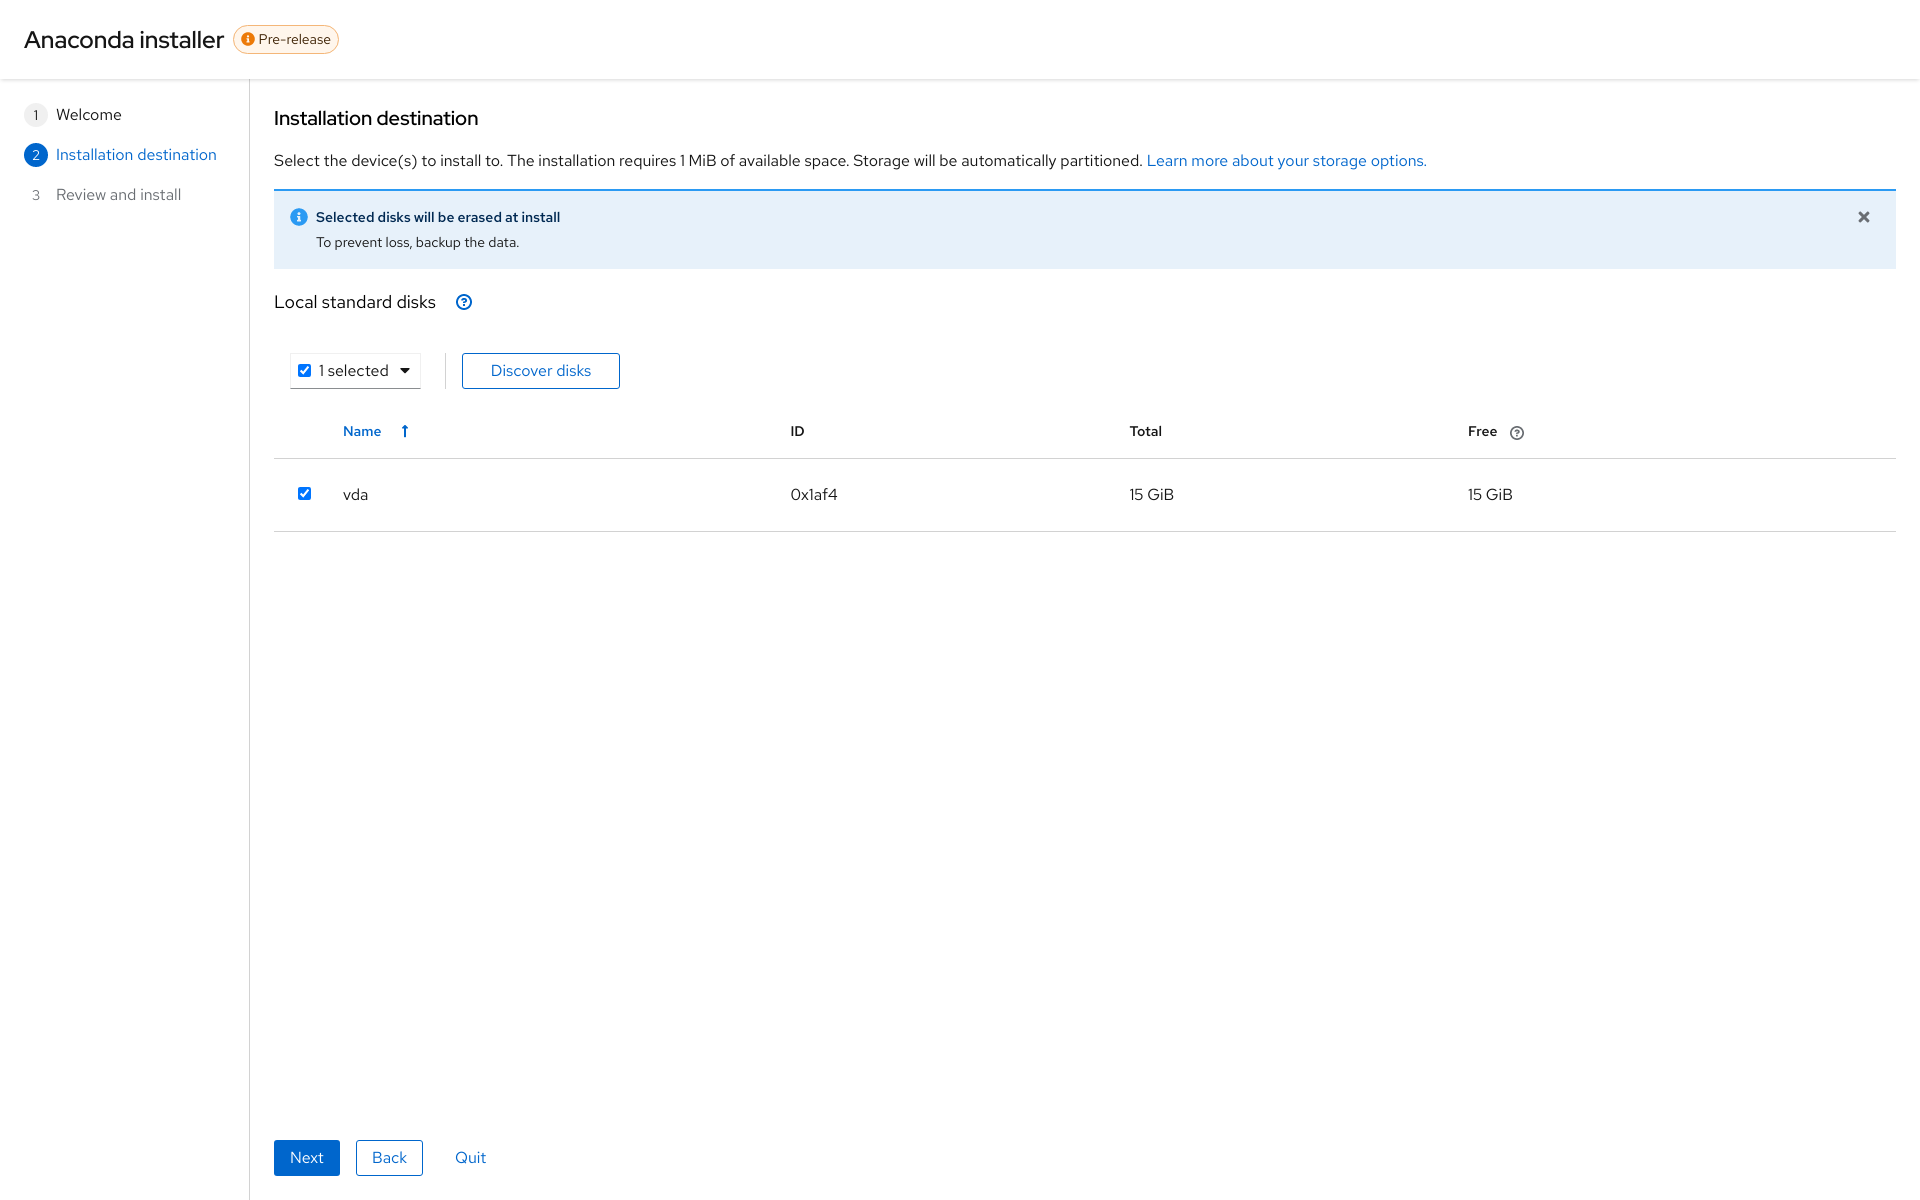 Anaconda installer
Pre-release
1 Welcome
2 Installation destination
3 Review and install
Installation destination
Select the device(s) to install to. The installation requires 1 MiB of available space. Storage will be automatically partitioned. Learn more about your storage options.
Selected disks will be erased at install
To prevent loss, backup the data.
Local standard disks
1 selected
Discover disks
Name ID Total Free
vda 0x1af4 15 GiB 15 GiB
Next Back Quit